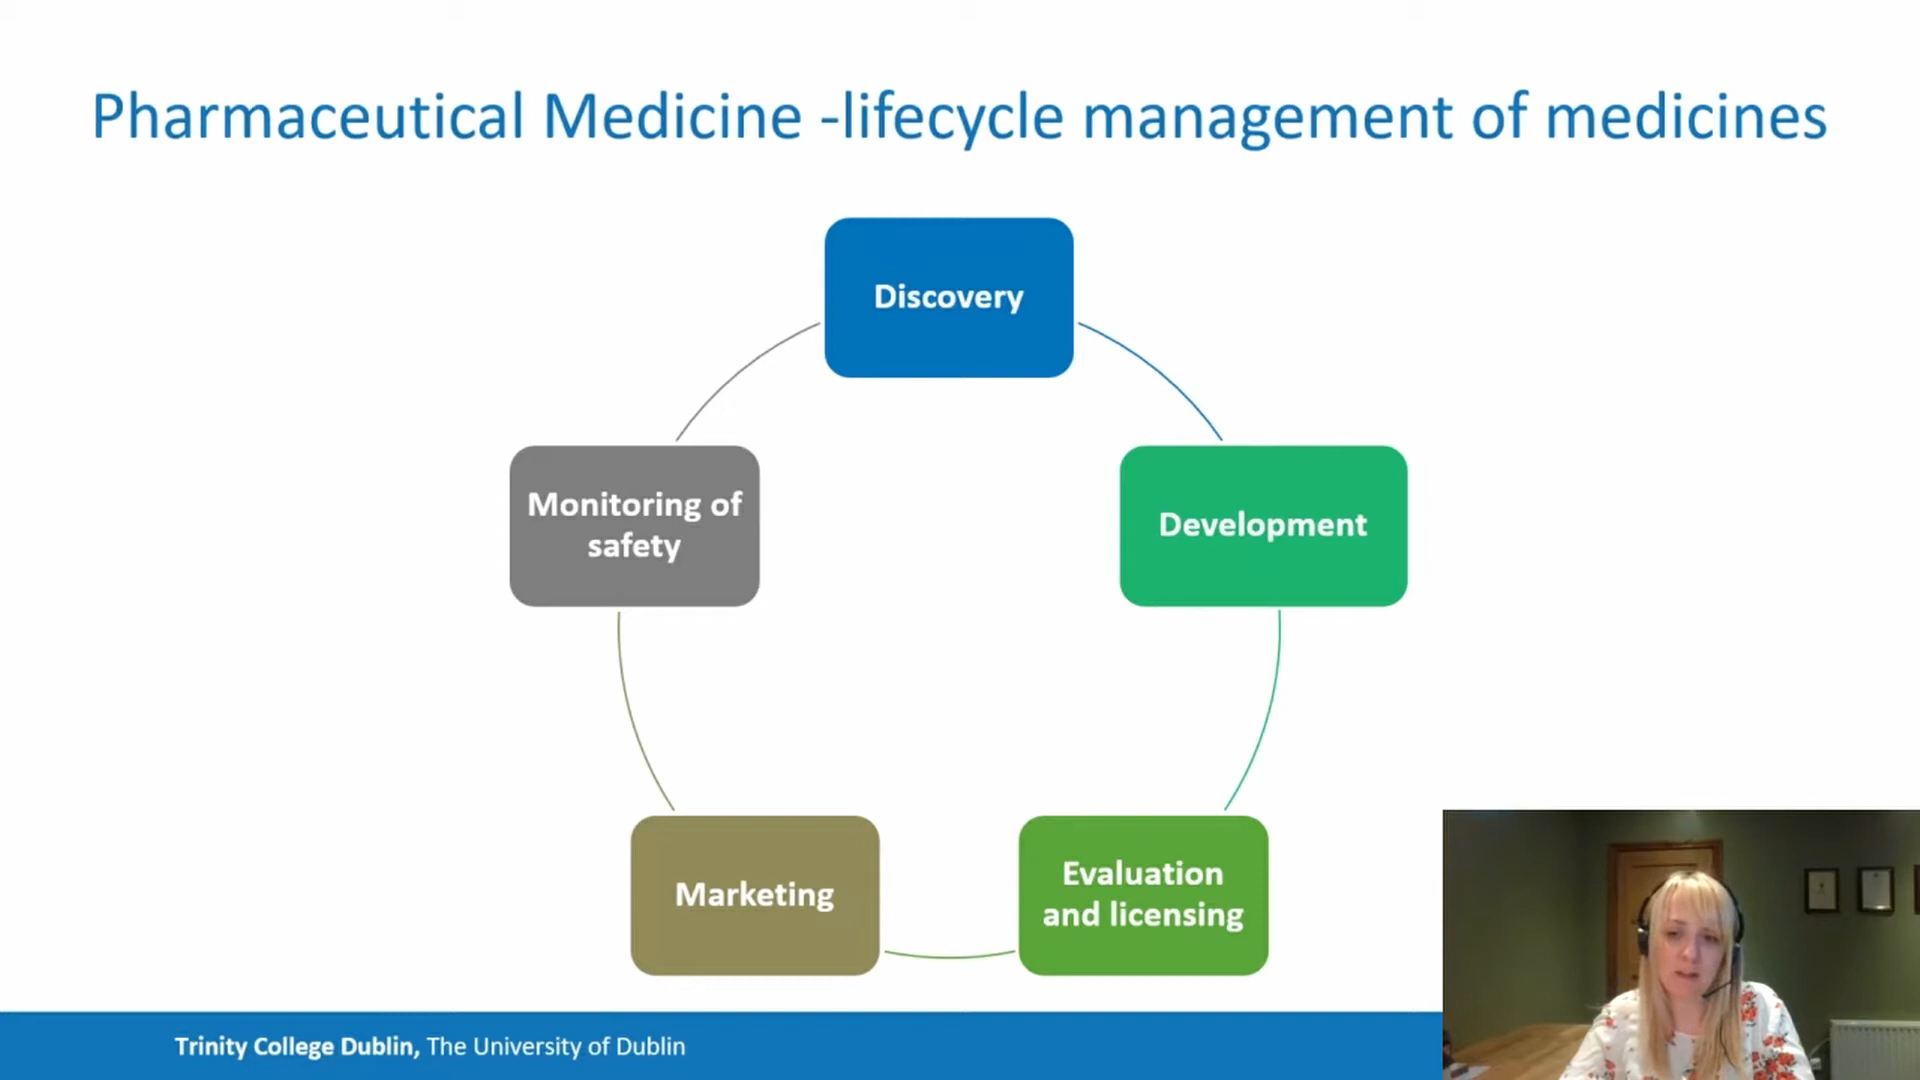 Pharmaceutical Medicine -lifecycle management of medicines
Discovery
Development
Evaluation
and licensing
Marketing
Monitoring of
safety
Trinity College Dublin, The University of Dublin